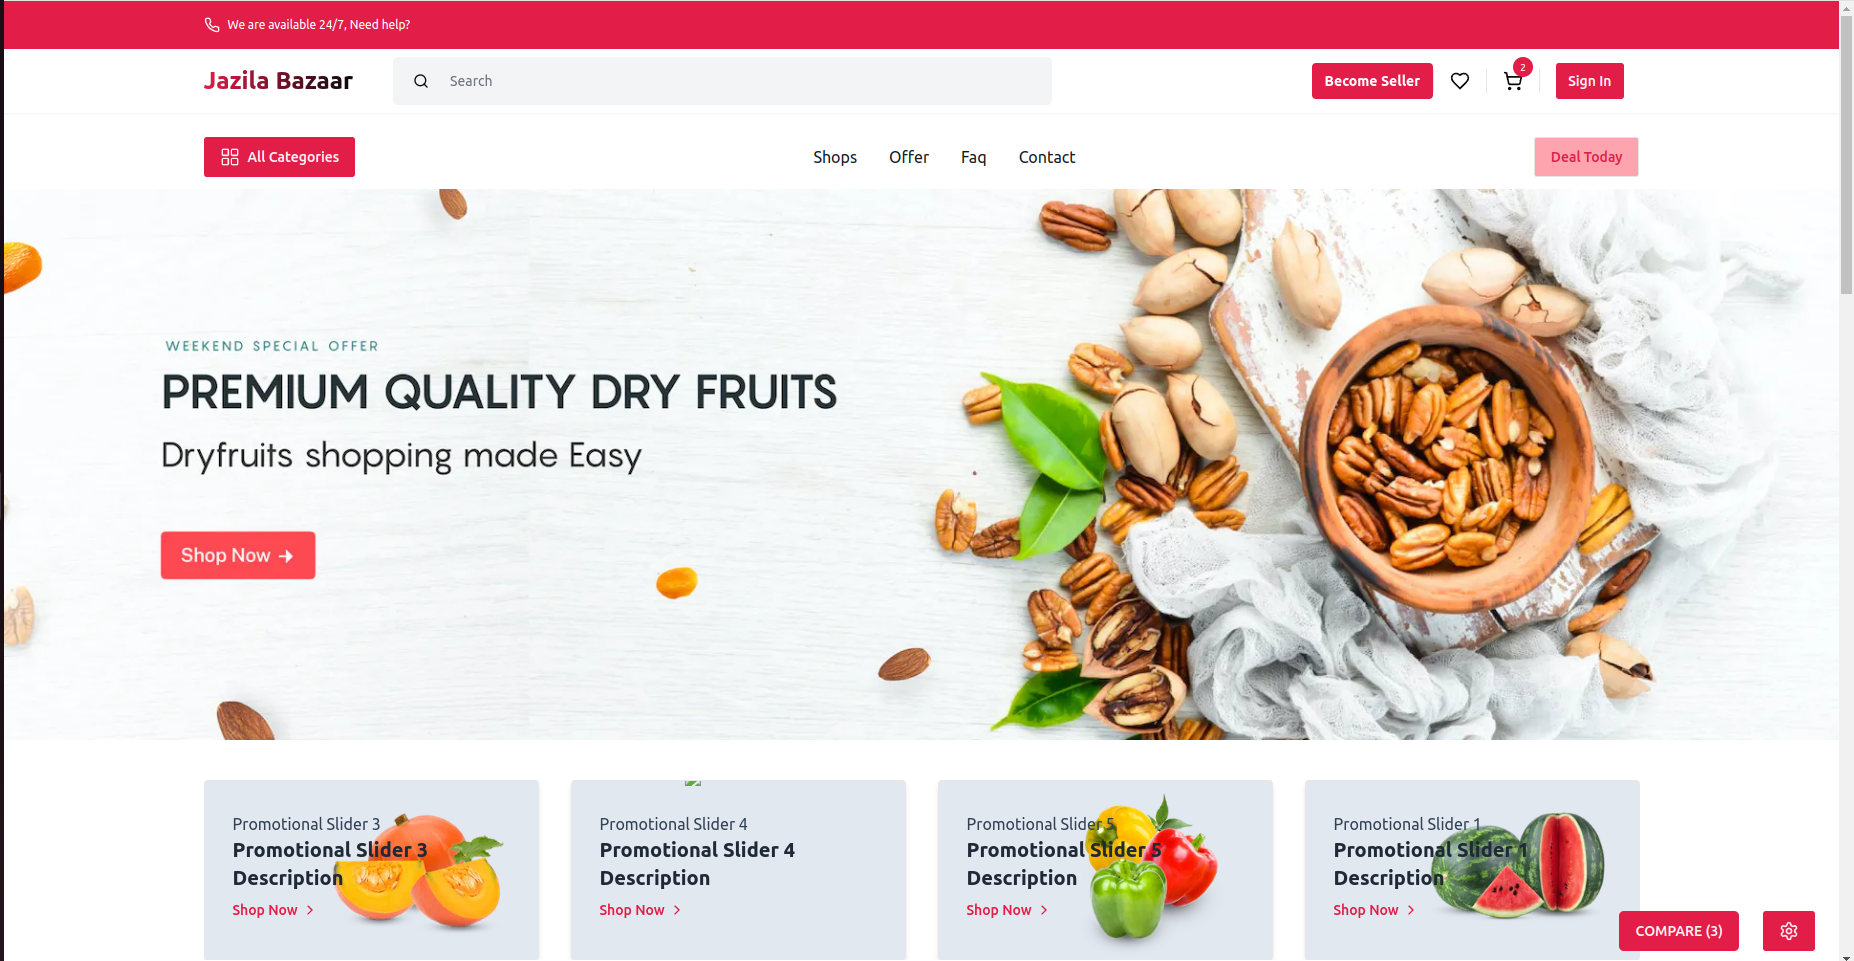 We are available 24/7, Need help?
Jazila Bazaar
Search
Become Seller
2
Sign In
All Categories
Shops
Offer
Faq
Contact
Deal Today
WEEKEND SPECIAL OFFER
PREMIUM QUALITY DRY FRUITS
Dryfruits shopping made Easy
Shop Now
Promotional Slider 3
Promotional Slider 3
Description
Shop Now
Promotional Slider 4
Promotional Slider 4
Description
Shop Now
Promotional Slider 5
Promotional Slider 5
Description
Shop Now
Promotional Slider 1
Promotional Slider 1
Description
Shop Now
COMPARE (3)